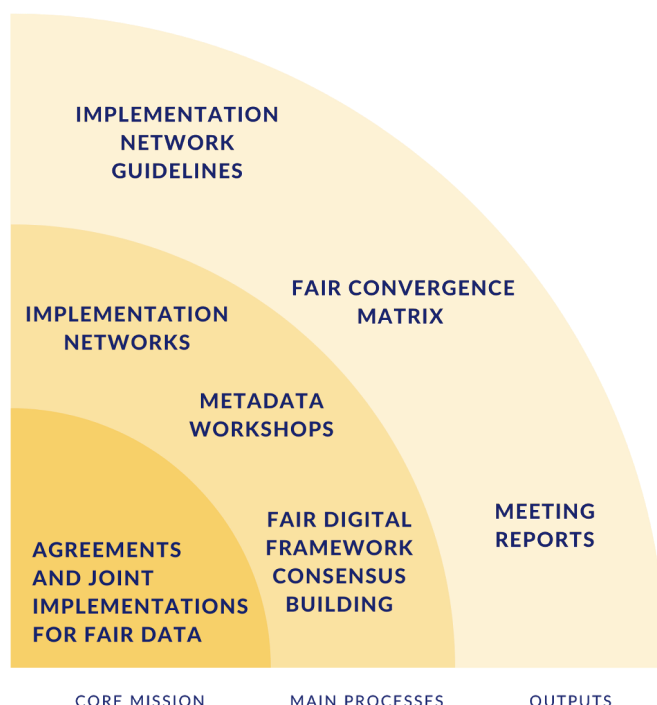 IMPLEMENTATION
NETWORK
GUIDELINES
FAIR CONVERGENCE
MATRIX
IMPLEMENTATION
NETWORKS
METADATA
WORKSHOPS
MEETING
REPORTS
FAIR DIGITAL
FRAMEWORK
CONSENSUS
BUILDING
AGREEMENTS
AND JOINT
IMPLEMENTATIONS
FOR FAIR DATA
CORE MISSION
MAIN PROCESSES
OUTPUTS